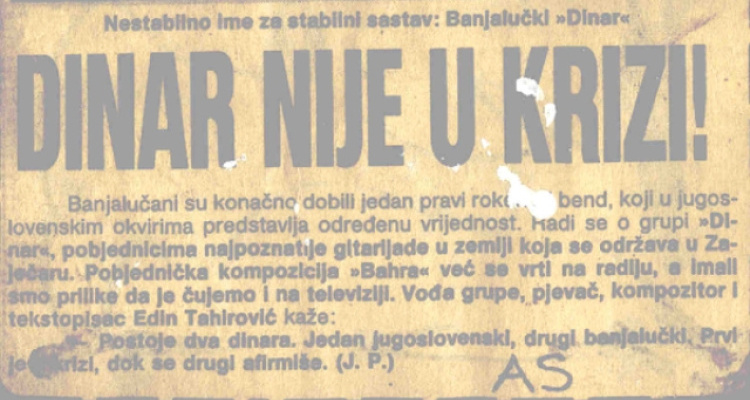 Nestabilno ime za stabilni sastav: Banjalučki »Dinar«
DINAR NIJE U KRIZI!
Banjalučani su konačno dobili jedan pravi bend, koji u jugos-
lovenskim okvirima predstavlja određenu vrijednost. Radi se o grupi »Di-
nar«, pobjednicima najpoznatije gitarijade u zemlji koja se održava u Za-
ječaru. Pobjednička kompozicija »Bahra« već se vrti na radiju, a imali
smo prilike da je čujemo i na televiziji. Vođa grupe, pjevač, kompozitor i
tekstopisac Edin Tahirović kaže:
Postoje dva dinara. Jedan jugoslovenski, drugi banjalučki. Prvi
je krizi, dok se drugi afirmiše. (J. P.)
AS